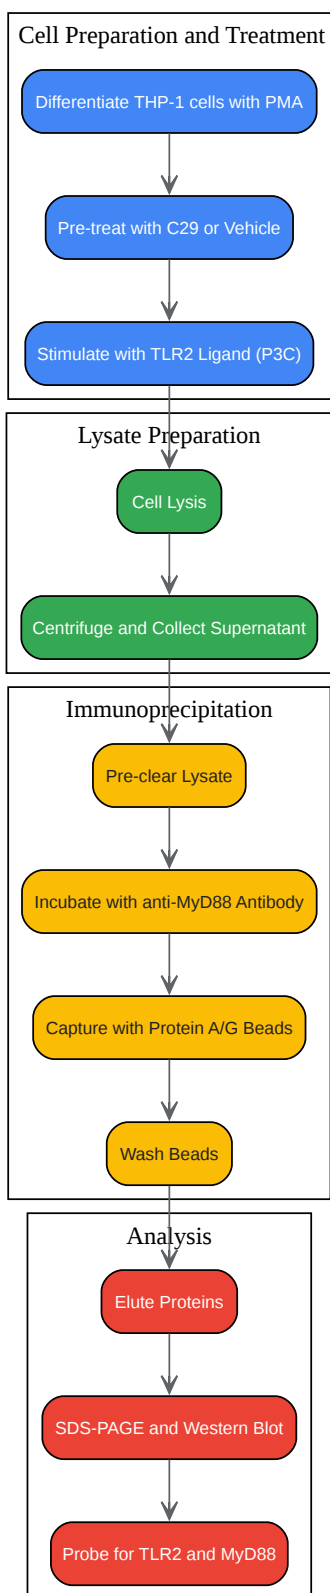 Cell Preparation and Treatment
Differentiate THP-1 cells with PMA
Pre-treat with C29 or Vehicle
Stimulate with TLR2 Ligand (P3C)
Lysate Preparation
Cell Lysis
Centrifuge and Collect Supernatant
Immunoprecipitation
Pre-clear Lysate
Incubate with anti-MyD88 Antibody
Capture with Protein A/G Beads
Wash Beads
Analysis
Elute Proteins
SDS-PAGE and Western Blot
Probe for TLR2 and MyD88